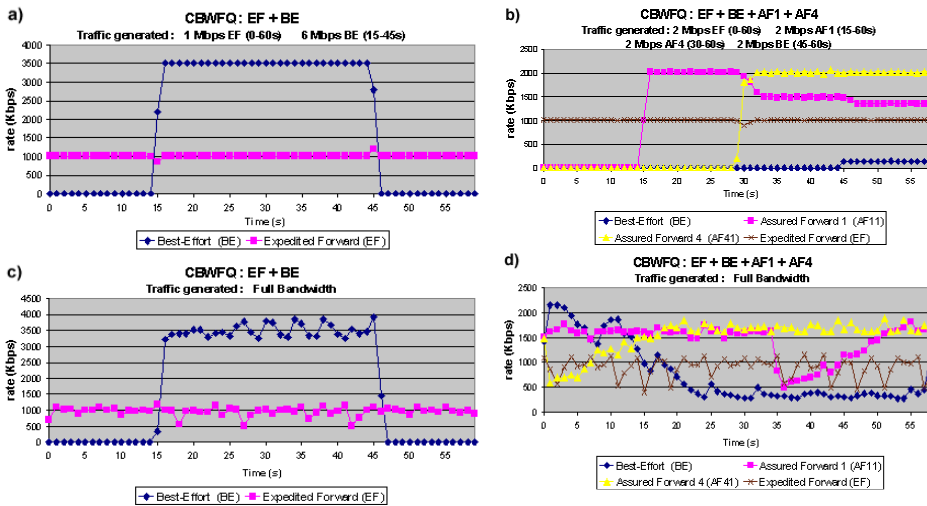 a)
CBWFQ: EF + BE
Traffic generated : 1 Mbps EF (0-60s) 6 Mbps BE (15-45s)
rate (Kbps)
4000
3500
3000
2500
2000
1500
1000
500
0
0 5 10 15 20 25 30 35 40 45 50 55
Time (s)
Best-Effort (BE) Expedited Forward (EF)
b)
CBWFQ: EF + BE + AF1 + AF4
Traffic generated : 2 Mbps EF (0-60s) 2 Mbps AF1 (15-60s)
2 Mbps AF4 (30-60s) 2 Mbps BE (45-60s)
rate (Kbps)
2500
2000
1500
1000
500
0
0 5 10 15 20 25 30 35 40 45 50 55
Time (s)
Best-Effort (BE) Assured Forward 1 (AF11)
Assured Forward 4 (AF41) Expedited Forward (EF)
c)
CBWFQ: EF + BE
Traffic generated : Full Bandwidth
rate (Kbps)
4500
4000
3500
3000
2500
2000
1500
1000
500
0
0 5 10 15 20 25 30 35 40 45 50 55
Time (s)
Best-Effort (BE) Expedited Forward (EF)
d)
CBWFQ: EF + BE + AF1 + AF4
Traffic generated : Full Bandwidth
rate (Kbps)
2500
2000
1500
1000
500
0
0 5 10 15 20 25 30 35 40 45 50 55
Time (s)
Best-Effort (BE) Assured Forward 1 (AF11)
Assured Forward 4 (AF41) Expedited Forward (EF)